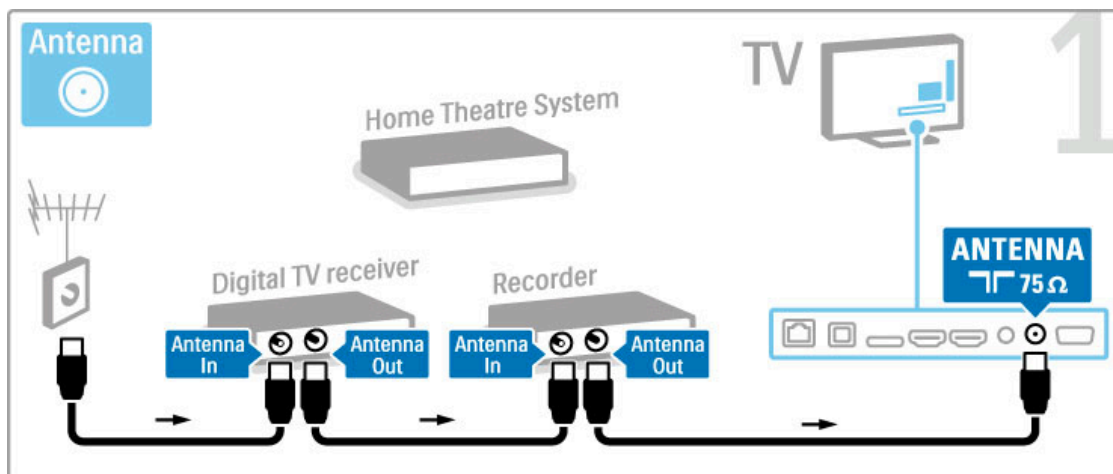 Antenna
TV
1
Home Theatre System
Digital TV receiver
Recorder
ANTENNA
75 Ω
Antenna
In
Antenna
Out
Antenna
In
Antenna
Out